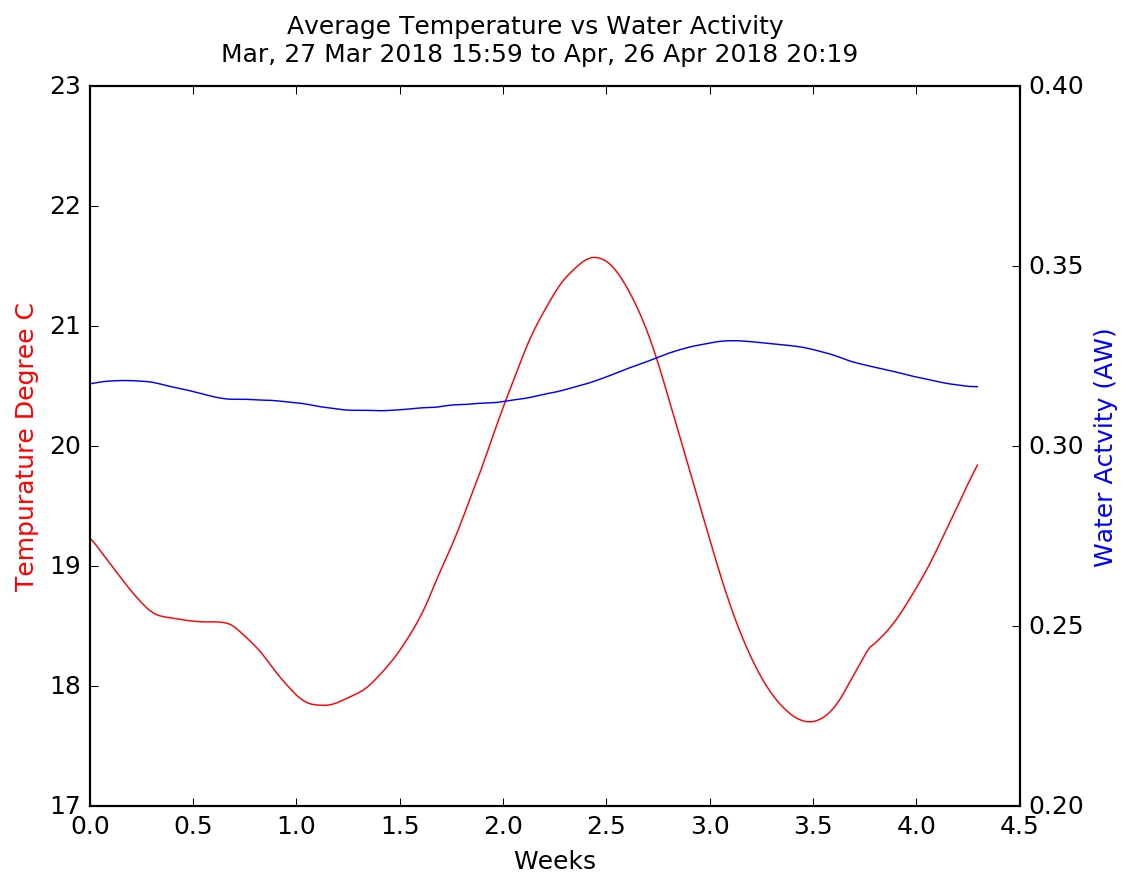 Average Temperature vs Water Activity
Mar, 27 Mar 2018 15:59 to Apr, 26 Apr 2018 20:19
23
22
21
20
19
18
17
Tempurature Degree C
0.40
0.35
0.30
0.25
0.20
Water Actvity (AW)
0.0 0.5 1.0 1.5 2.0 2.5 3.0 3.5 4.0 4.5
Weeks